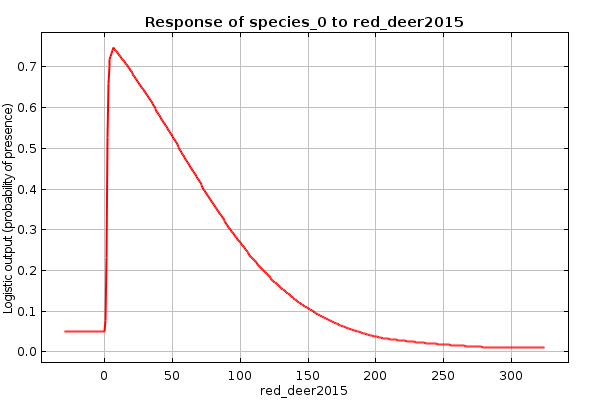 Response of species_0 to red_deer2015
Logistic output (probability of presence)
0.7
0.6
0.5
0.4
0.3
0.2
0.1
0.0
0 50 100 150 200 250 300
red_deer2015